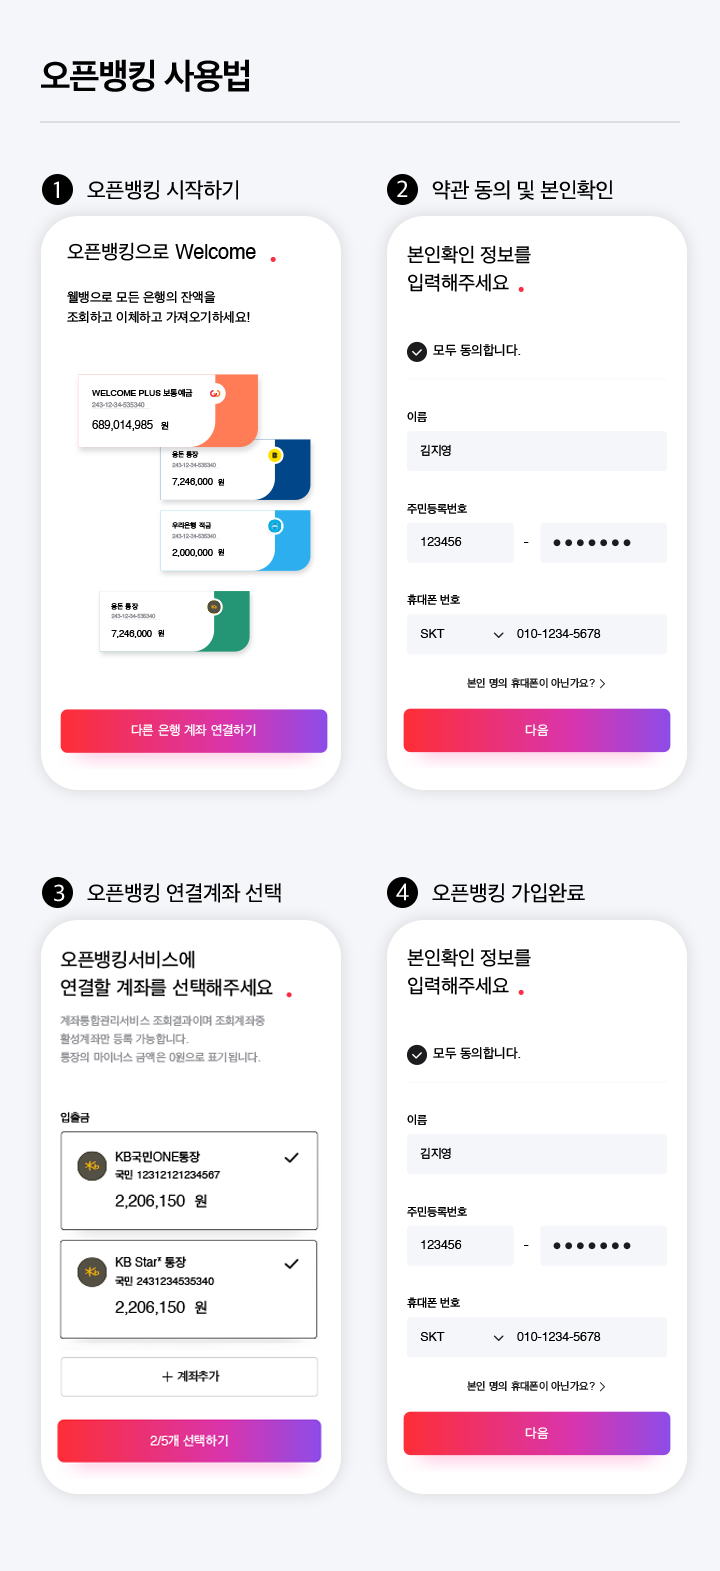 오픈뱅킹 사용법
1 오픈뱅킹 시작하기
오픈뱅킹으로 Welcome
웰뱅으로 모든 은행의 잔액을
조회하고 이체하고 가져오기하세요!
WELCOME PLUS 보통예금
243-12-34-535340
689,014,985 원
용돈 통장
243-12-34-535340
7,246,000 원
우리은행 적금
243-12-34-535340
2,000,000 원
용돈 통장
243-12-34-535340
7,246,000 원
다른 은행 계좌 연결하기
2 약관 동의 및 본인확인
본인확인 정보를
입력해주세요
모두 동의합니다.
이름
김지영
주민등록번호
123456 - ●●●●●●●
휴대폰 번호
SKT 010-1234-5678
본인 명의 휴대폰이 아닌가요? >
다음
3 오픈뱅킹 연결계좌 선택
오픈뱅킹서비스에
연결할 계좌를 선택해주세요
계좌통합관리서비스 조회결과이며 조회계좌중
활성계좌만 등록 가능합니다.
통장의 마이너스 금액은 0원으로 표기됩니다.
입출금
KB국민ONE통장
국민 12312121234567
2,206,150 원
KB Star* 통장
국민 2431234535340
2,206,150 원
+ 계좌추가
2/5개 선택하기
4 오픈뱅킹 가입완료
본인확인 정보를
입력해주세요
모두 동의합니다.
이름
김지영
주민등록번호
123456 - ●●●●●●●
휴대폰 번호
SKT 010-1234-5678
본인 명의 휴대폰이 아닌가요? >
다음